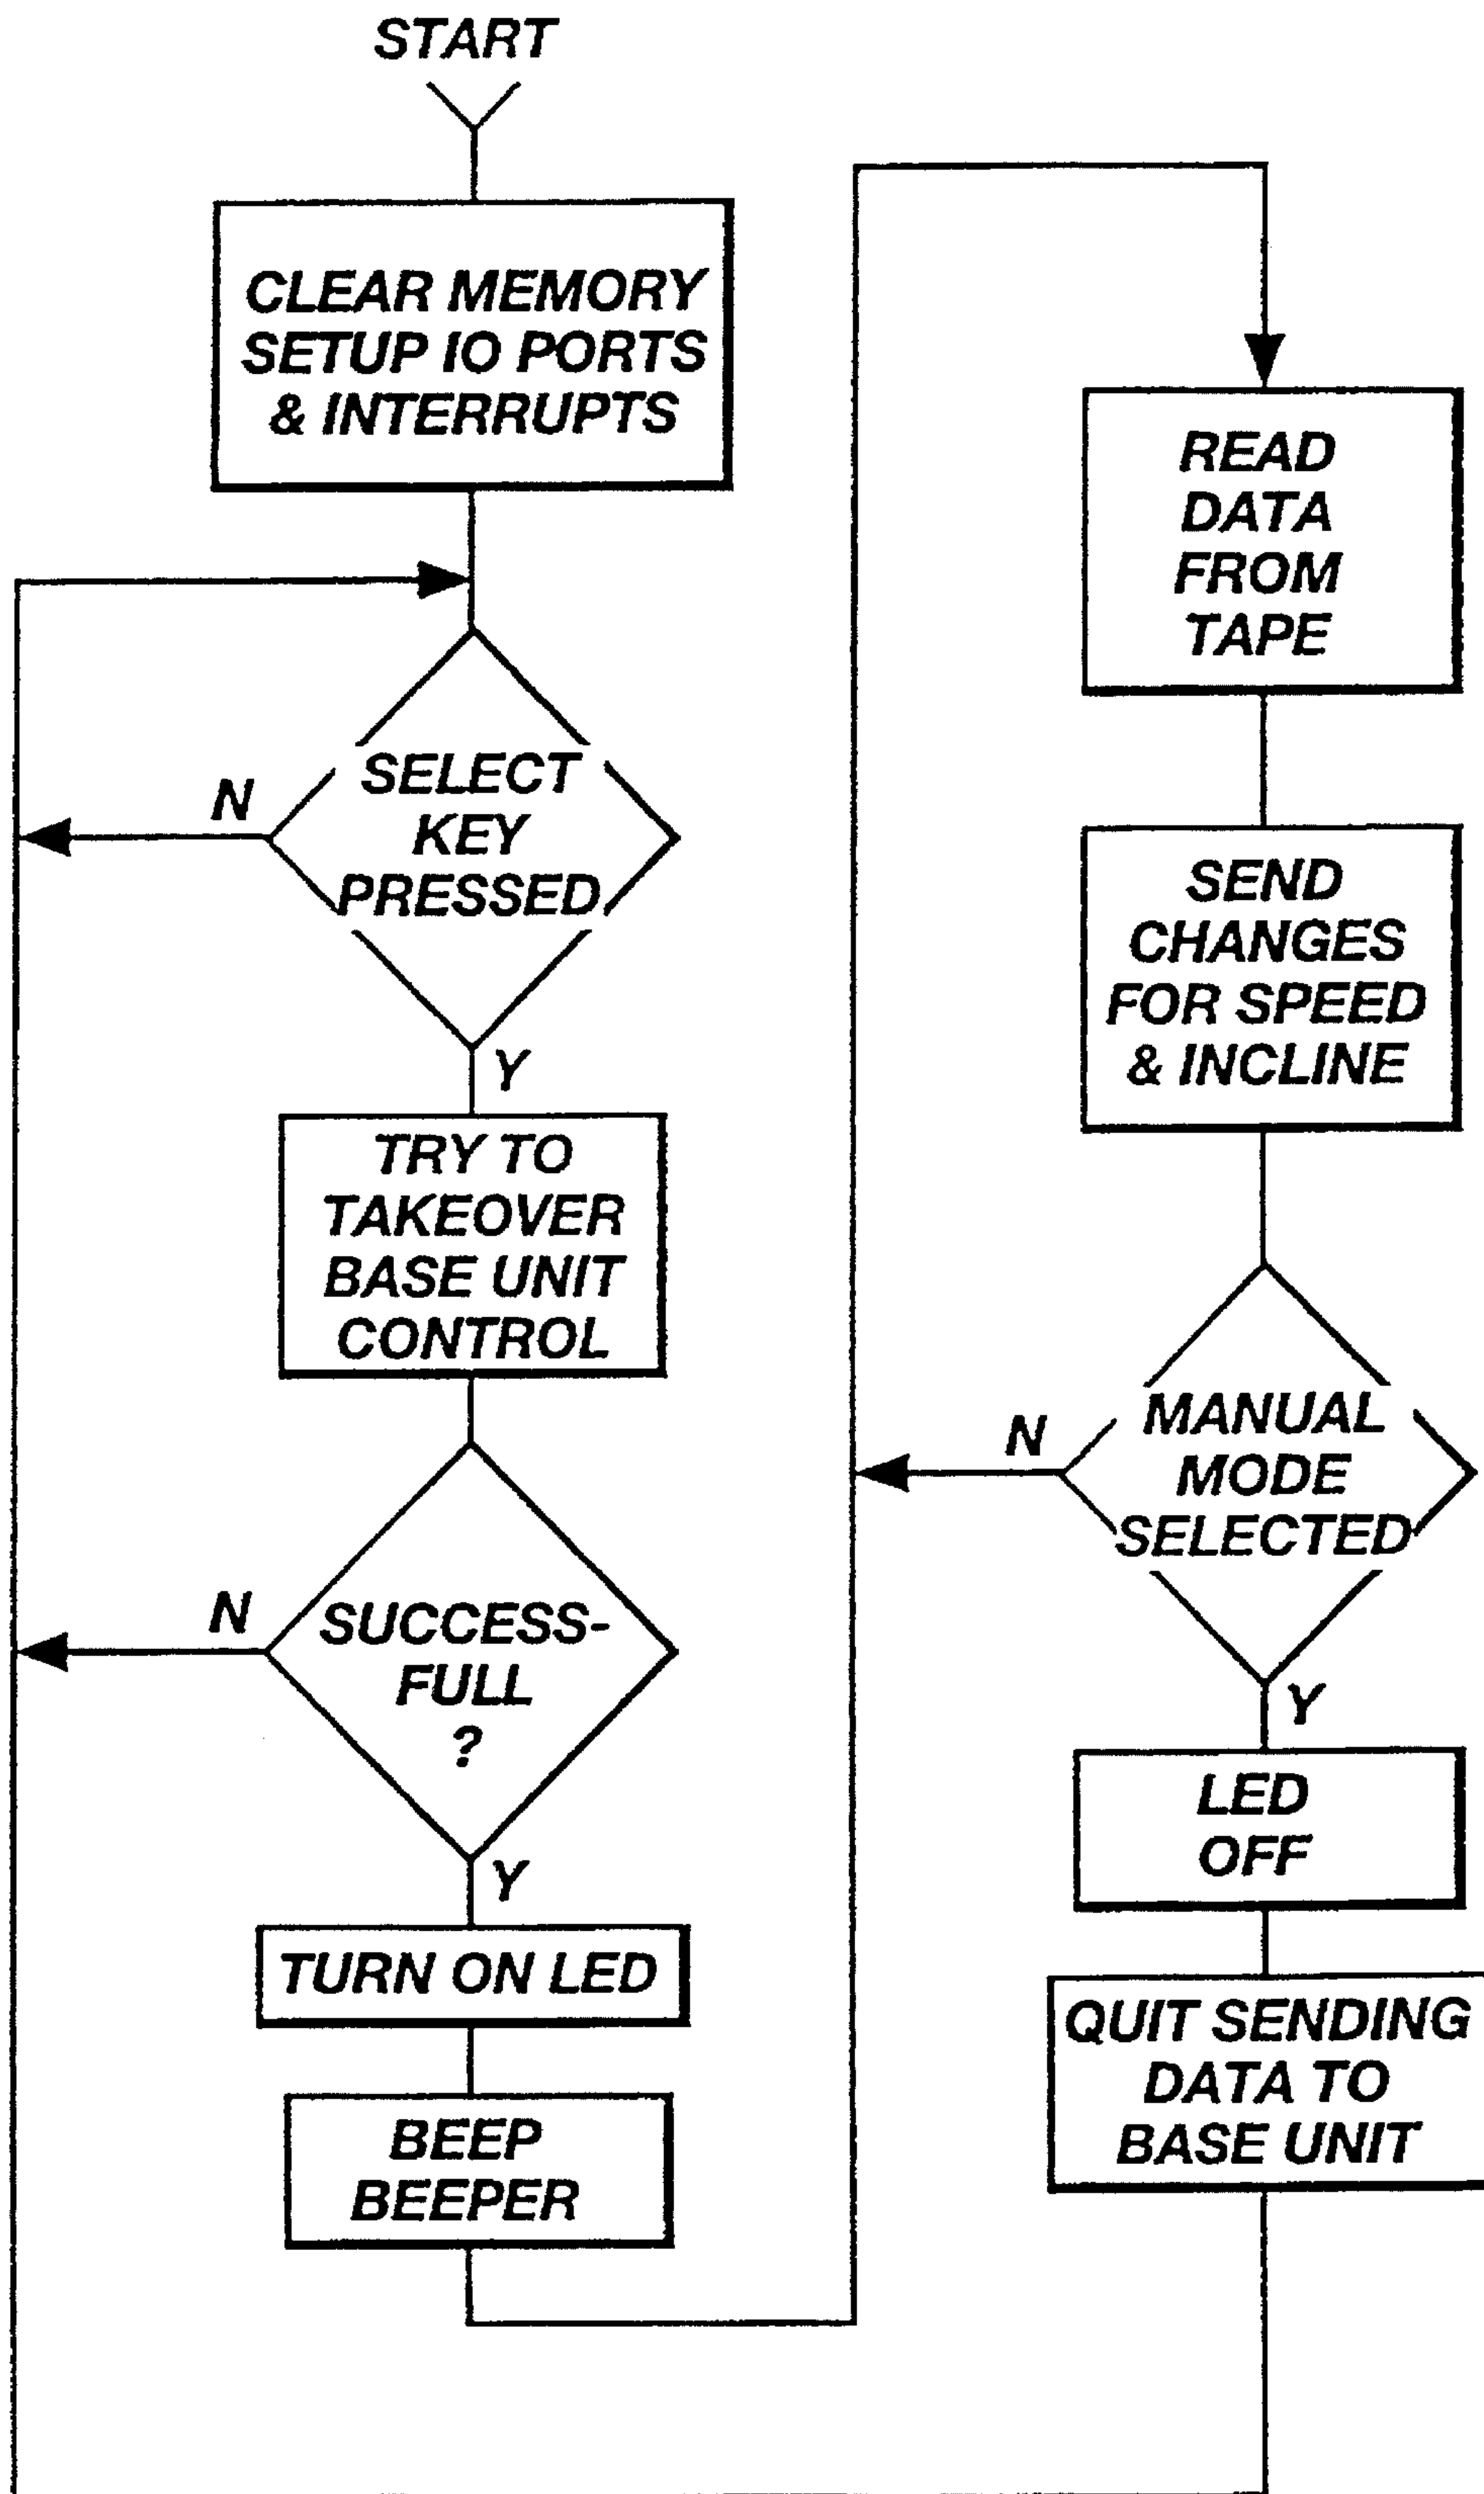 START
CLEAR MEMORY
SETUP IO PORTS
& INTERRUPTS
SELECT
KEY
PRESSED
N
Y
TRY TO
TAKEOVER
BASE UNIT
CONTROL
SUCCESS-
FULL
?
N
Y
TURN ON LED
BEEP
BEEPER
READ
DATA
FROM
TAPE
SEND
CHANGES
FOR SPEED
& INCLINE
MANUAL
MODE
SELECTED
N
Y
LED
OFF
QUIT SENDING
DATA TO
BASE UNIT